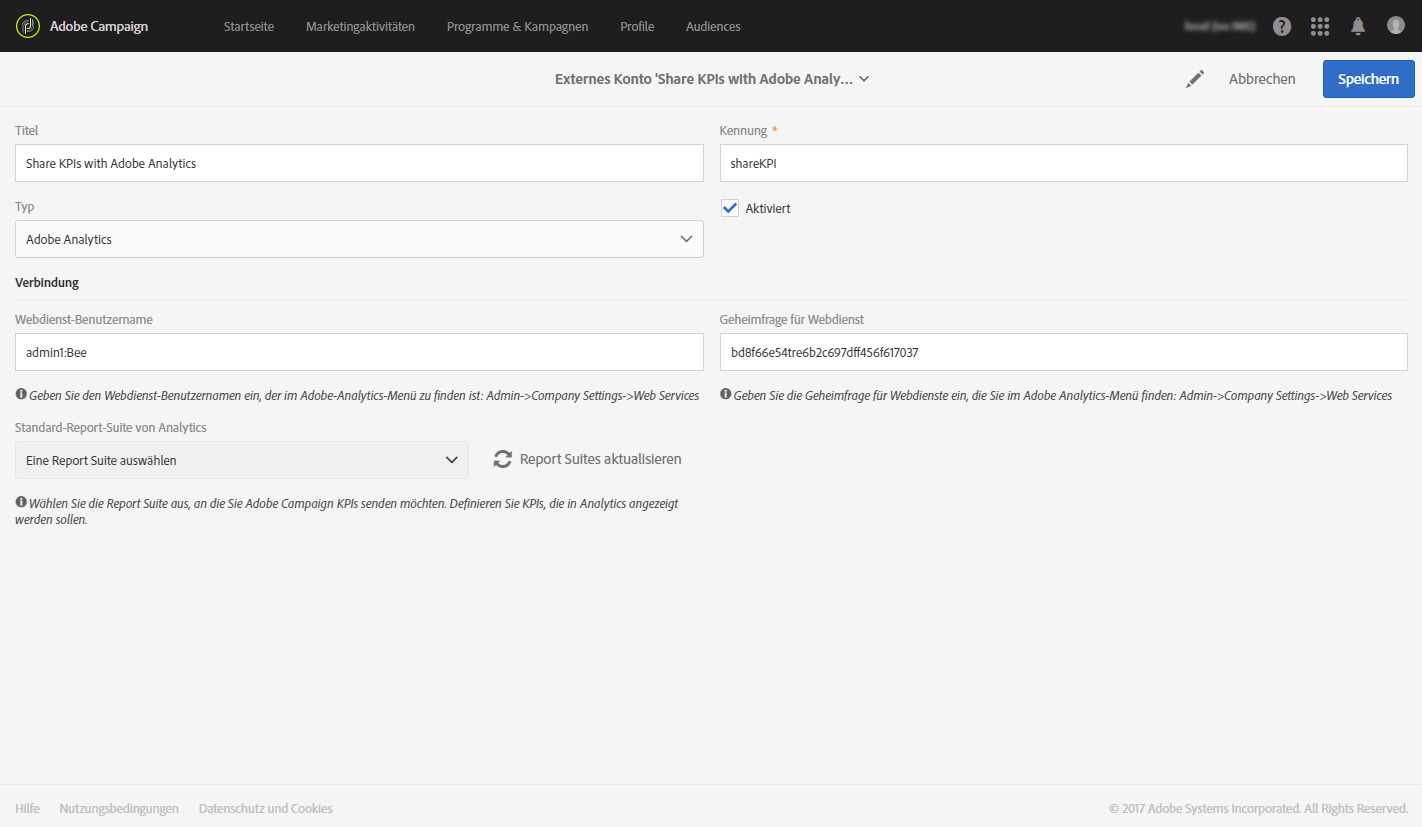 Adobe Campaign
Startseite
Marketingaktivitäten
Programme & Kampagnen
Profile
Audiences
Externes Konto 'Share KPIs with Adobe Analy...
Abbrechen
Speichern
Titel
Kennung *
Share KPIs with Adobe Analytics
shareKPI
Typ
Aktiviert
Adobe Analytics
Verbindung
Webdienst-Benutzername
Geheimfrage für Webdienst
admin1:Bee
bd8f66e54tre6b2c697dff456f617037
Geben Sie den Webdienst-Benutzernamen ein, der im Adobe-Analytics-Menü zu finden ist: Admin->Company Settings->Web Services
Geben Sie die Geheimfrage für Webdienste ein, die Sie im Adobe Analytics-Menü finden: Admin->Company Settings->Web Services
Standard-Report-Suite von Analytics
Eine Report Suite auswählen
Report Suites aktualisieren
Wählen Sie die Report Suite aus, an die Sie Adobe Campaign KPIs senden möchten. Definieren Sie KPIs, die in Analytics angezeigt
werden sollen.
Hilfe
Nutzungsbedingungen
Datenschutz und Cookies
© 2017 Adobe Systems Incorporated. All Rights Reserved.